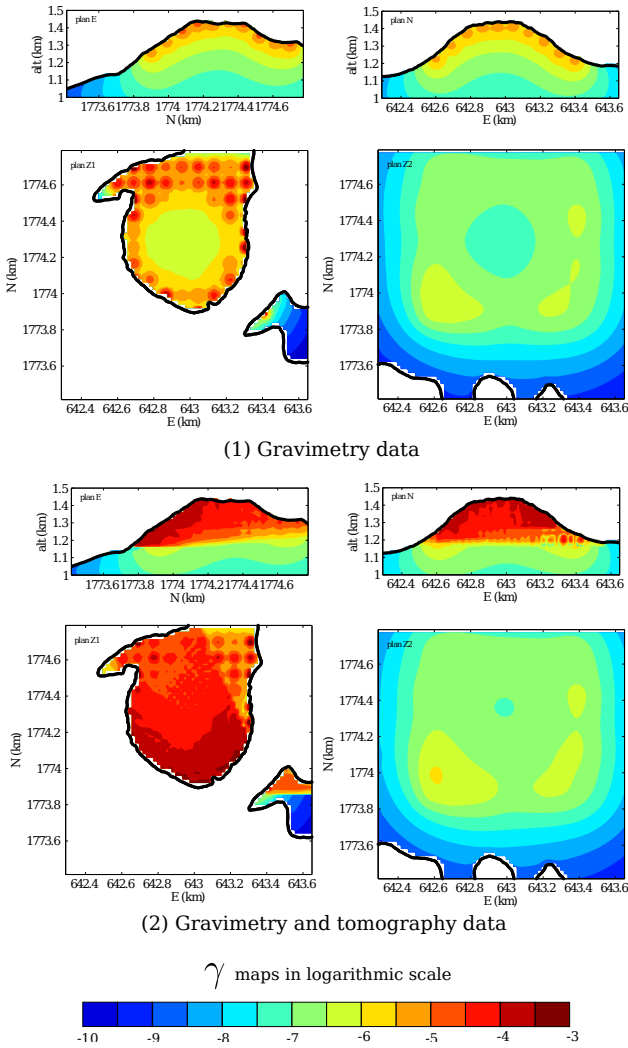 plan E
alt (km)
1.5
1.4
1.3
1.2
1.1
1
1773.6 1773.8 1774 1774.2 1774.4 1774.6
N (km)
plan N
alt (km)
1.5
1.4
1.3
1.2
1.1
1
642.4 642.6 642.8 643 643.2 643.4 643.6
E (km)
plan Z1
N (km)
1774.6
1774.4
1774.2
1774
1773.8
1773.6
642.4 642.6 642.8 643 643.2 643.4 643.6
E (km)
plan Z2
N (km)
1774.6
1774.4
1774.2
1774
1773.8
1773.6
642.4 642.6 642.8 643 643.2 643.4 643.6
E (km)
(1) Gravimetry data
plan E
alt (km)
1.5
1.4
1.3
1.2
1.1
1
1773.6 1773.8 1774 1774.2 1774.4 1774.6
N (km)
plan N
alt (km)
1.5
1.4
1.3
1.2
1.1
1
642.4 642.6 642.8 643 643.2 643.4 643.6
E (km)
plan Z1
N (km)
1774.6
1774.4
1774.2
1774
1773.8
1773.6
642.4 642.6 642.8 643 643.2 643.4 643.6
E (km)
plan Z2
N (km)
1774.6
1774.4
1774.2
1774
1773.8
1773.6
642.4 642.6 642.8 643 643.2 643.4 643.6
E (km)
(2) Gravimetry and tomography data
γ maps in logarithmic scale
-10 -9 -8 -7 -6 -5 -4 -3